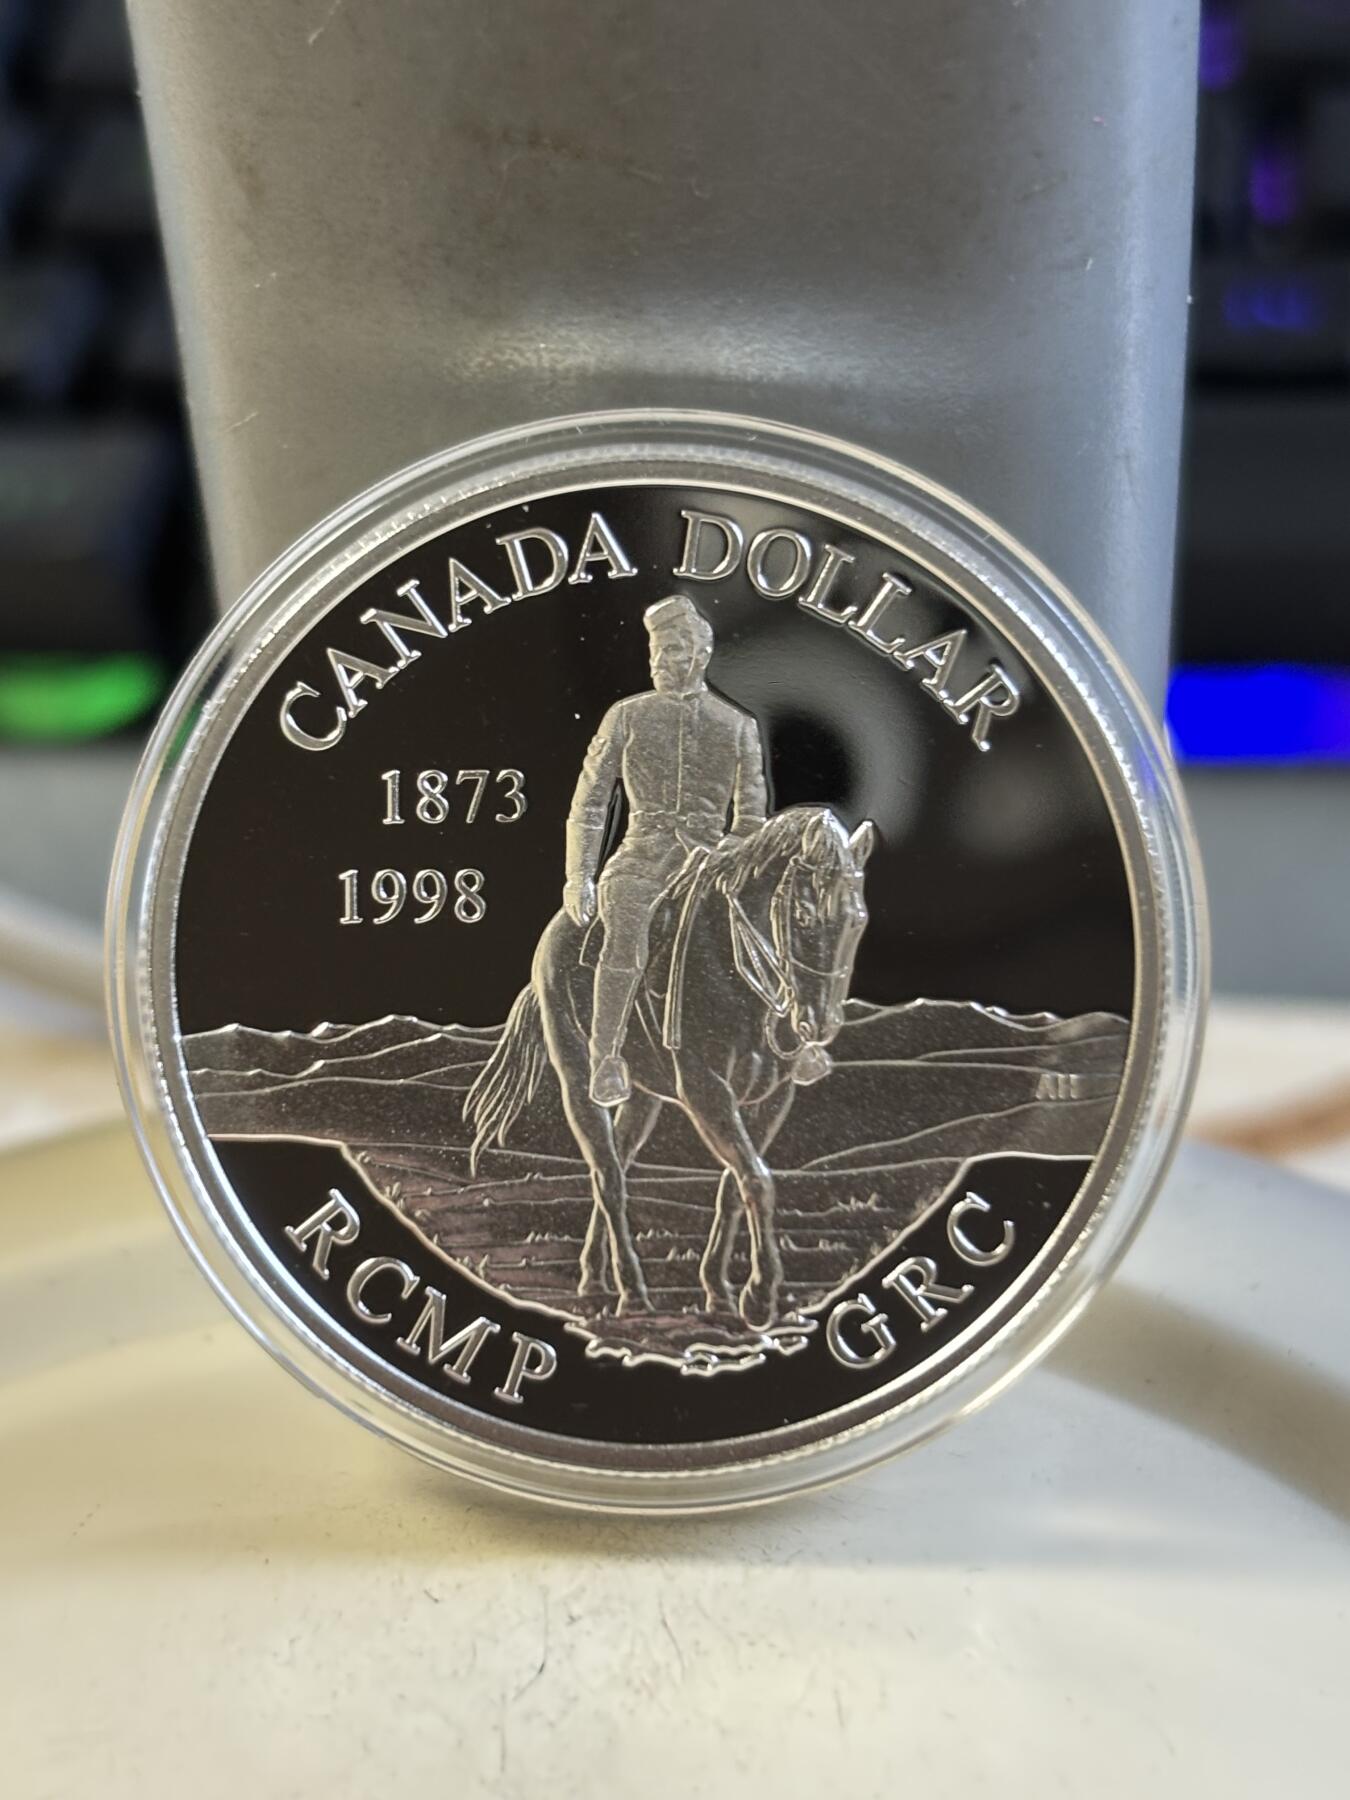 CANADA DOLLAR
1873
1998
AH
RCMP GRC